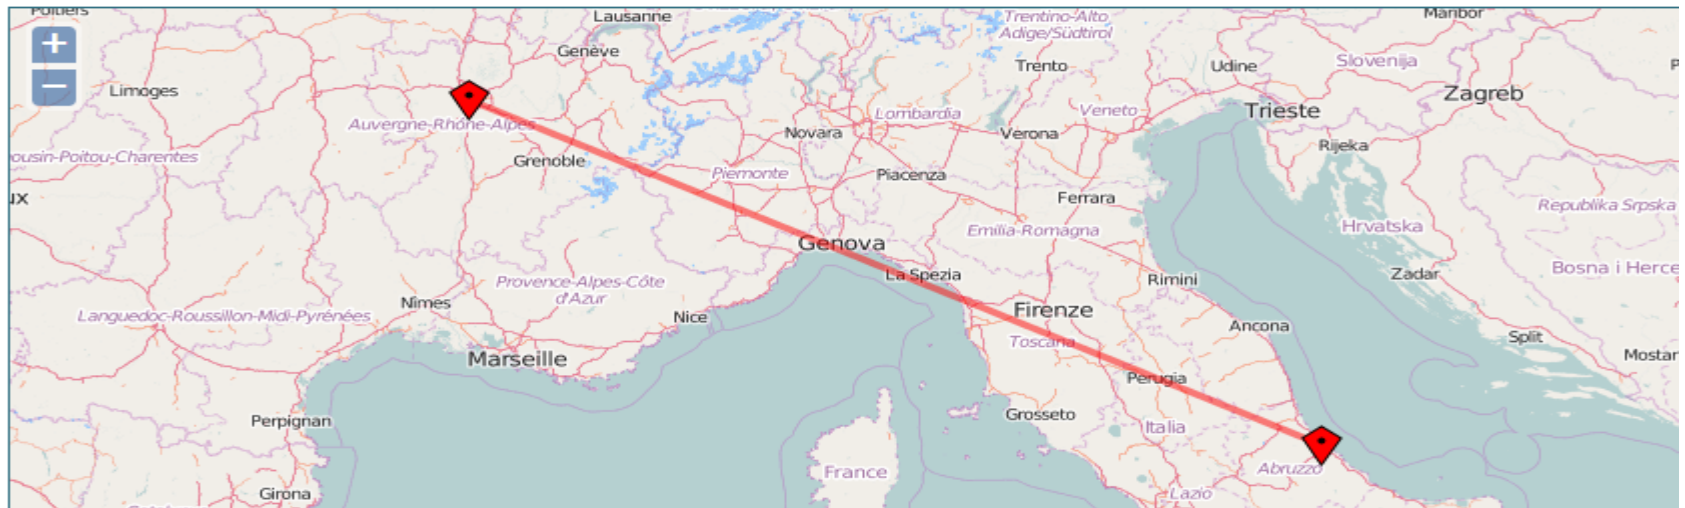 Poitiers
Lausanne
Trentino-Alto
Adige/Südtirol
Maribor
+
Genève
Trento
Udine
Slovenija
−
Limoges
Zagreb
Auvergne-Rhône-Alpes
Lombardia
Veneto
Trieste
Novara
Verona
Rijeka
ousin-Poitou-Charentes
Grenoble
Piemonte
Piacenza
Ferrara
ux
Republika Srpska
Emilia-Romagna
Hrvatska
Genova
La Spezia
Rimini
Zadar
Bosna i Herce
Provence-Alpes-Côte
d'Azur
Nîmes
Languedoc-Roussillon-Midi-Pyrénées
Nice
Firenze
Ancona
Toscana
Split
Marseille
Mostar
Perugia
Perpignan
Grosseto
Italia
France
Abruzzo
Girona
Lazio